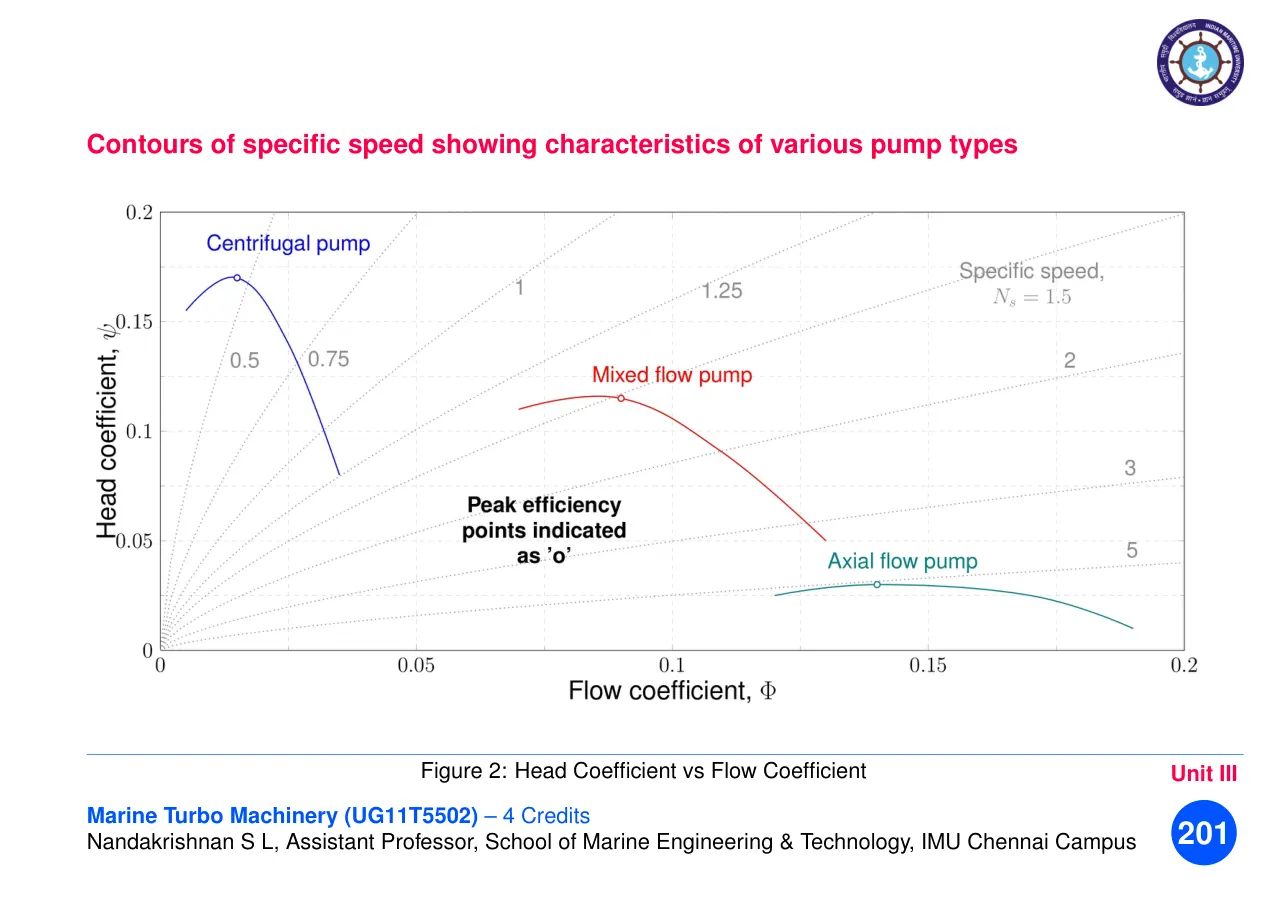 INDIAN MARITIME UNIVERSITY
Contours of specific speed showing characteristics of various pump types
0.2
0.15
0.1
0.05
0
Head coefficient, ψ
Centrifugal pump
0.5
0.75
1
1.25
Specific speed,
Nₛ = 1.5
2
3
5
Mixed flow pump
Peak efficiency
points indicated
as ’o’
Axial flow pump
0
0.05
0.1
0.15
0.2
Flow coefficient, Φ
Figure 2: Head Coefficient vs Flow Coefficient
Unit III
Marine Turbo Machinery (UG11T5502) – 4 Credits
Nandakrishnan S L, Assistant Professor, School of Marine Engineering & Technology, IMU Chennai Campus
201